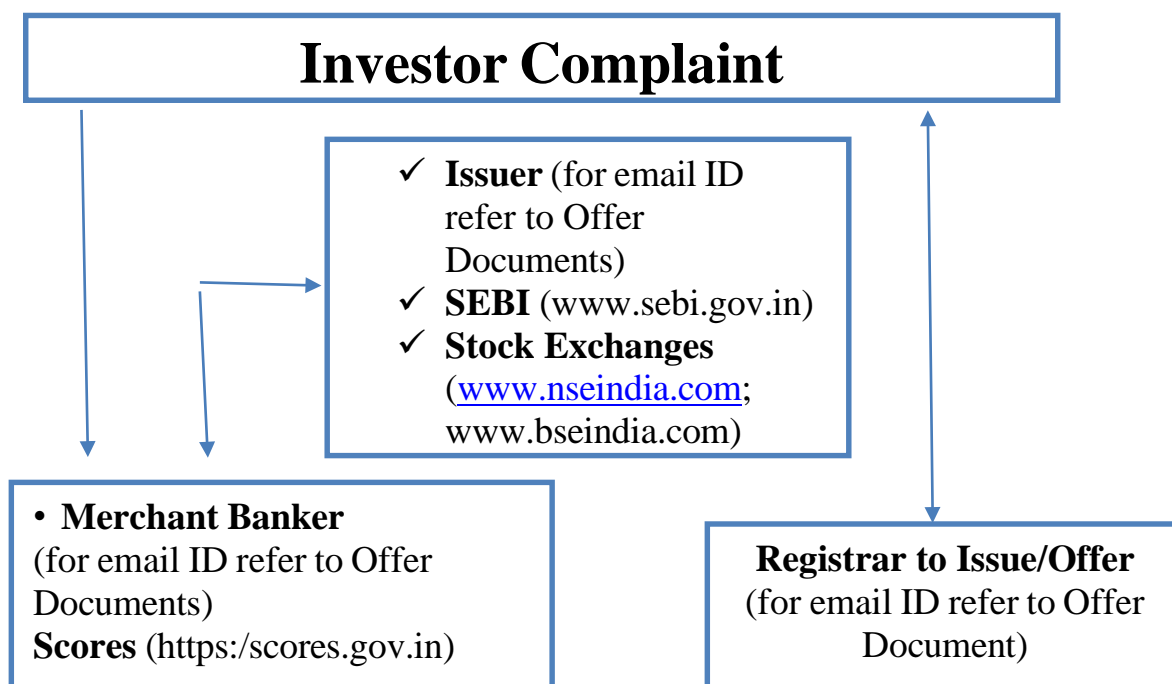 Investor Complaint
✓ Issuer (for email ID
refer to Offer
Documents)
✓ SEBI (www.sebi.gov.in)
✓ Stock Exchanges
(www.nseindia.com;
www.bseindia.com)
• Merchant Banker
(for email ID refer to Offer
Documents)
Scores (https:/scores.gov.in)
Registrar to Issue/Offer
(for email ID refer to Offer
Document)